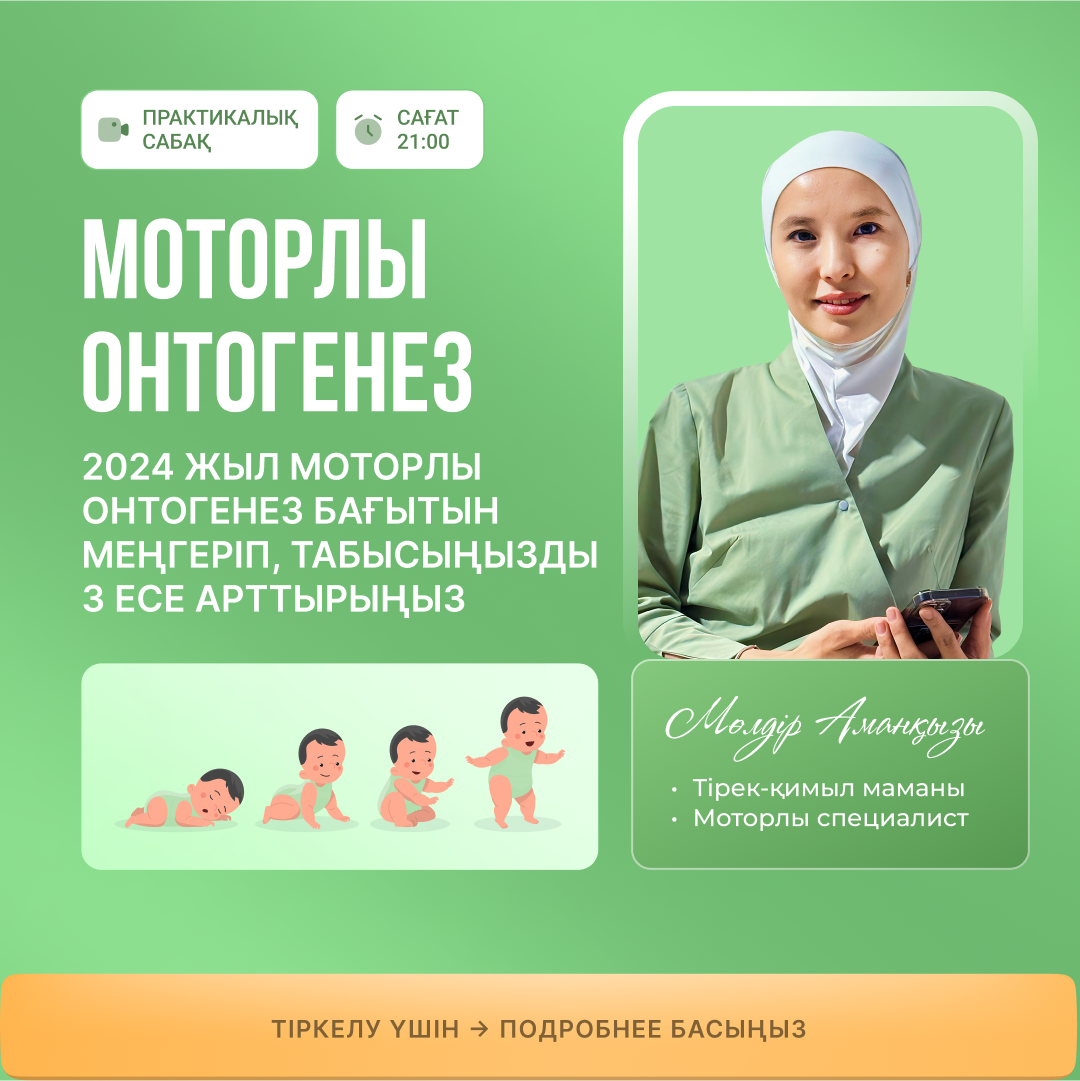 ПРАКТИКАЛЫҚ
САБАҚ
САҒАТ
21:00
МОТОРЛЫ
ОНТОГЕНЕЗ
2024 ЖЫЛ МОТОРЛЫ
ОНТОГЕНЕЗ БАҒЫТЫН
МЕҢГЕРІП, ТАБЫСЫҢЫЗДЫ
3 ЕСЕ АРТТЫРЫҢЫЗ
Мөлдір Аманқызы
• Тірек-қимыл маманы
• Моторлы специалист
ТІРКЕЛУ ҮШІН → ПОДРОБНЕЕ БАСЫҢЫЗ